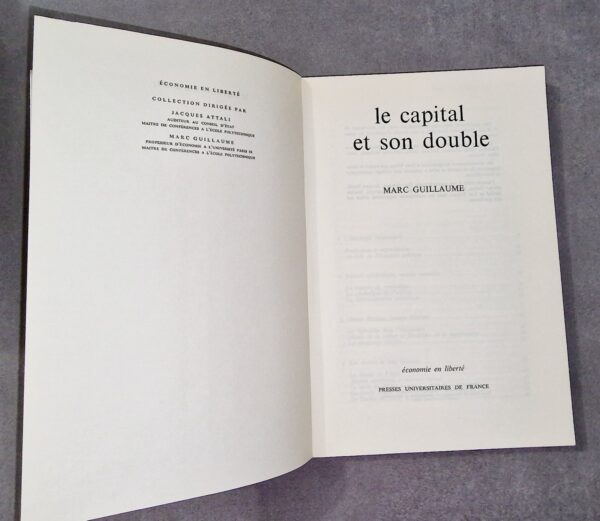 ÉCONOMIE EN LIBERTÉ
COLLECTION DIRIGÉE PAR
JACQUES ATTALI
AUDITEUR AU CONSEIL D'ÉTAT
MAITRE DE CONFÉRENCES A L'ÉCOLE POLYTECHNIQUE
MARC GUILLAUME
PROFESSEUR D'ÉCONOMIE A L'UNIVERSITÉ PARIS IX
MAITRE DE CONFÉRENCES A L'ÉCOLE POLYTECHNIQUE
le capital
et son double
MARC GUILLAUME
économie en liberté
PRESSES UNIVERSITAIRES DE FRANCE